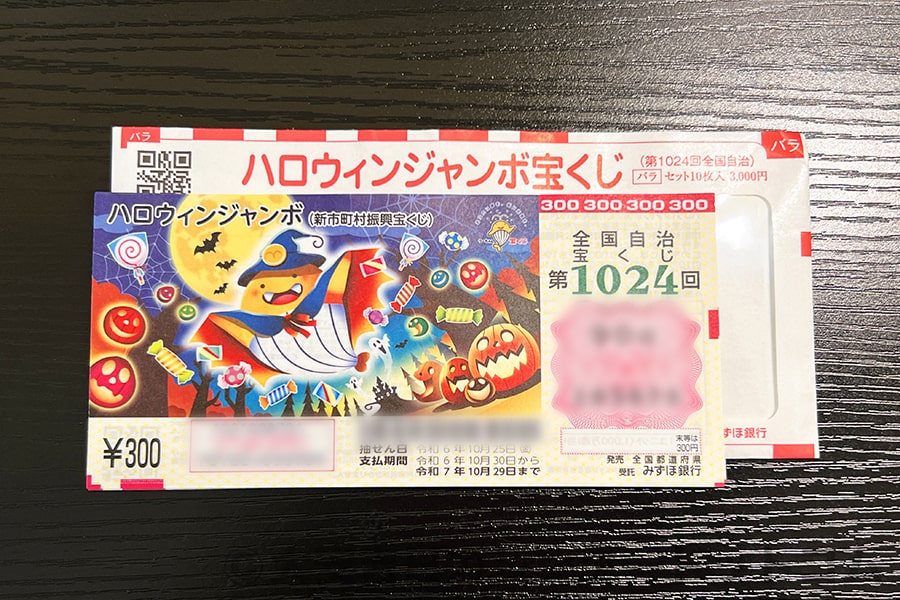 バラ
バラ
ハロウィンジャンボ宝くじ
(第1024回全国自治)
バラ セット10枚入 3,000円
ハロウィンジャンボ (新市町村振興宝くじ)
300 300 300 300
全国自治
宝くじ
第1024回
¥300
抽せん日 令和 6年10月25日㈮
支払期間 令和 6年10月30日から
令和 7年10月29日まで
末等は
300円
発売 全国都道府県
受託 みずほ銀行
みずほ銀行